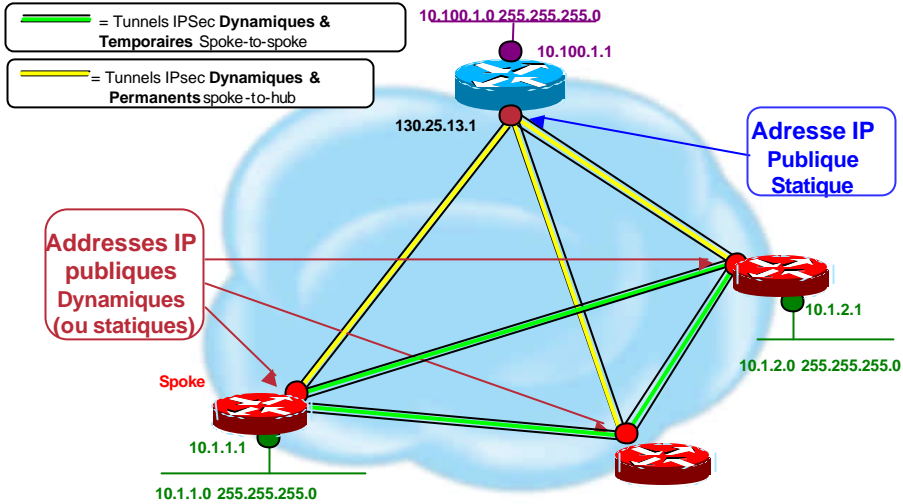 = Tunnels IPSec Dynamiques &
Temporaires Spoke-to-spoke
= Tunnels IPsec Dynamiques &
Permanents spoke-to-hub
10.100.1.0 255.255.255.0
10.100.1.1
130.25.13.1
Adresse IP
Publique
Statique
Addresses IP
publiques
Dynamiques
(ou statiques)
10.1.2.1
10.1.2.0 255.255.255.0
Spoke
10.1.1.1
10.1.1.0 255.255.255.0